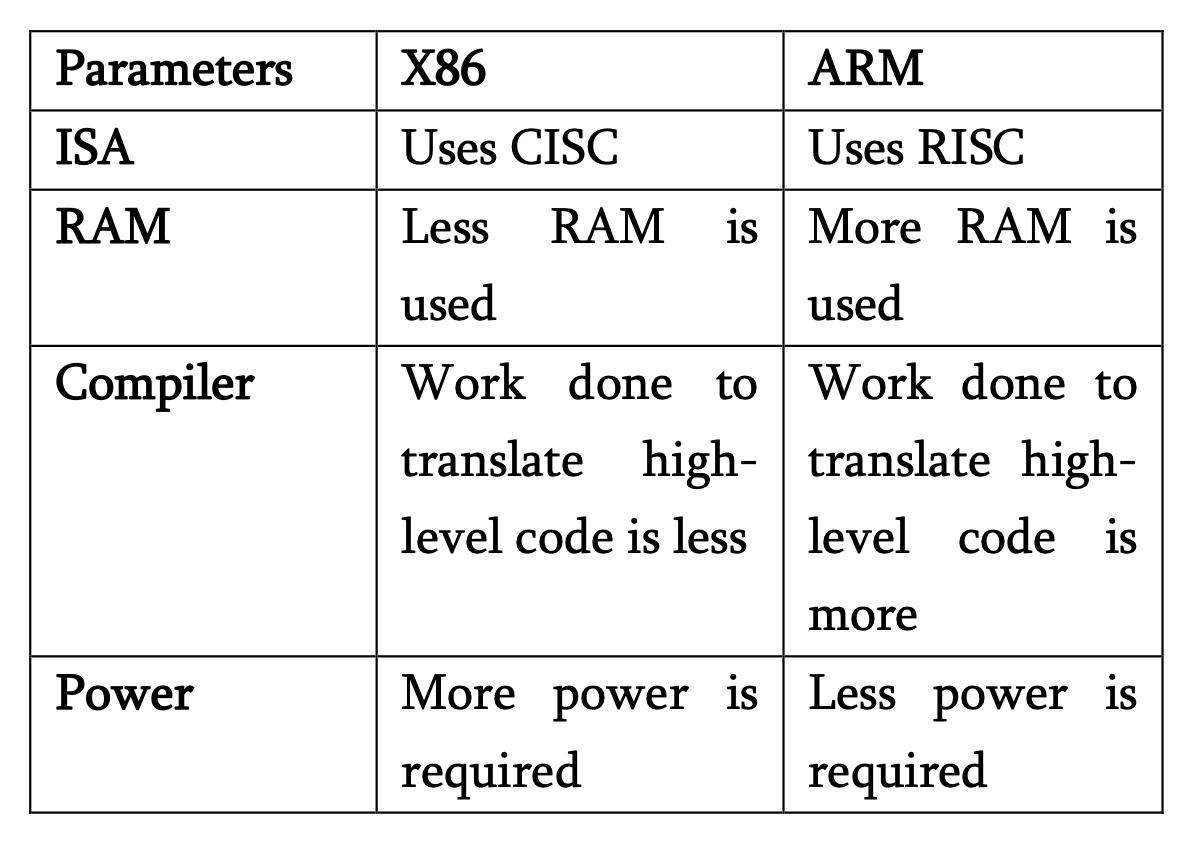 Parameters X86 ARM
ISA Uses CISC Uses RISC
RAM Less RAM is More RAM is
used used
Compiler Work done to Work done to
translate high- translate high-
level code is less level code is
more
Power More power is Less power is
required required